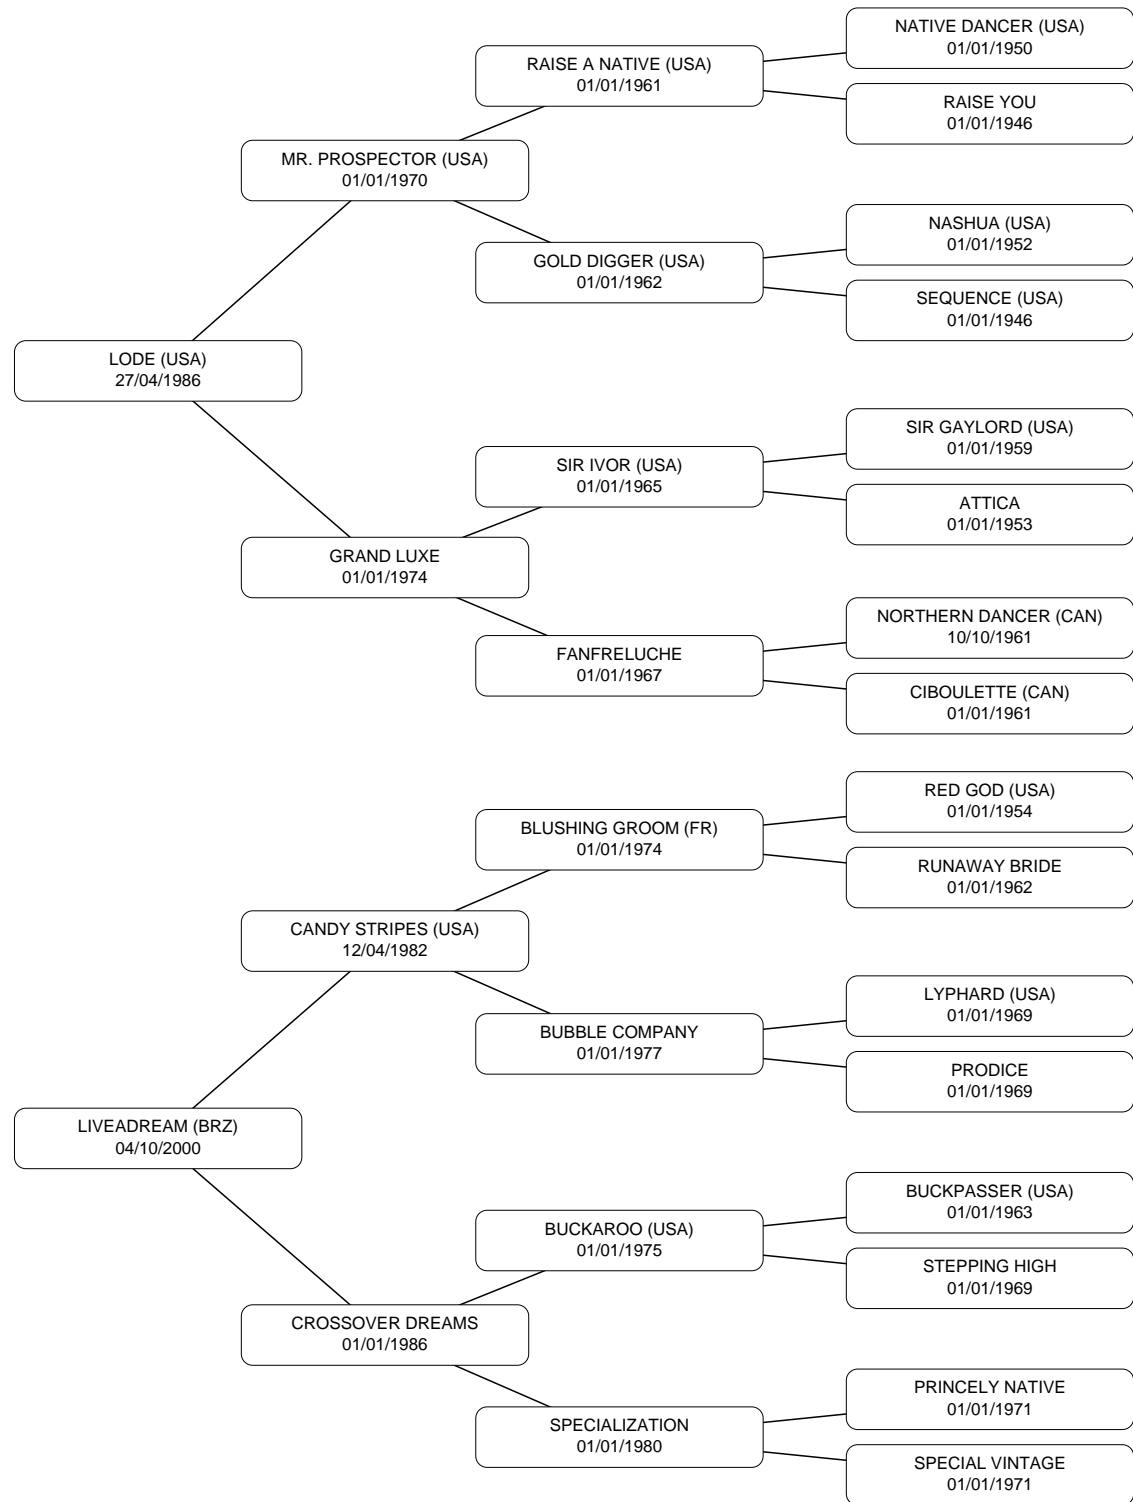 NATIVE DANCER (USA)
01/01/1950
RAISE A NATIVE (USA)
01/01/1961
RAISE YOU
01/01/1946
MR. PROSPECTOR (USA)
01/01/1970
NASHUA (USA)
01/01/1952
GOLD DIGGER (USA)
01/01/1962
SEQUENCE (USA)
01/01/1946
LODE (USA)
27/04/1986
SIR GAYLORD (USA)
01/01/1959
SIR IVOR (USA)
01/01/1965
ATTICA
01/01/1953
GRAND LUXE
01/01/1974
NORTHERN DANCER (CAN)
10/10/1961
FANFRELUCHE
01/01/1967
CIBOULETTE (CAN)
01/01/1961
RED GOD (USA)
01/01/1954
BLUSHING GROOM (FR)
01/01/1974
RUNAWAY BRIDE
01/01/1962
CANDY STRIPES (USA)
12/04/1982
LYPHARD (USA)
01/01/1969
BUBBLE COMPANY
01/01/1977
PRODICE
01/01/1969
LIVEADREAM (BRZ)
04/10/2000
BUCKPASSER (USA)
01/01/1963
BUCKAROO (USA)
01/01/1975
STEPPING HIGH
01/01/1969
CROSSOVER DREAMS
01/01/1986
PRINCELY NATIVE
01/01/1971
SPECIALIZATION
01/01/1980
SPECIAL VINTAGE
01/01/1971